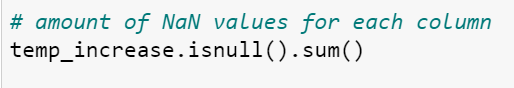 # amount of NaN values for each column
temp_increase.isnull().sum()